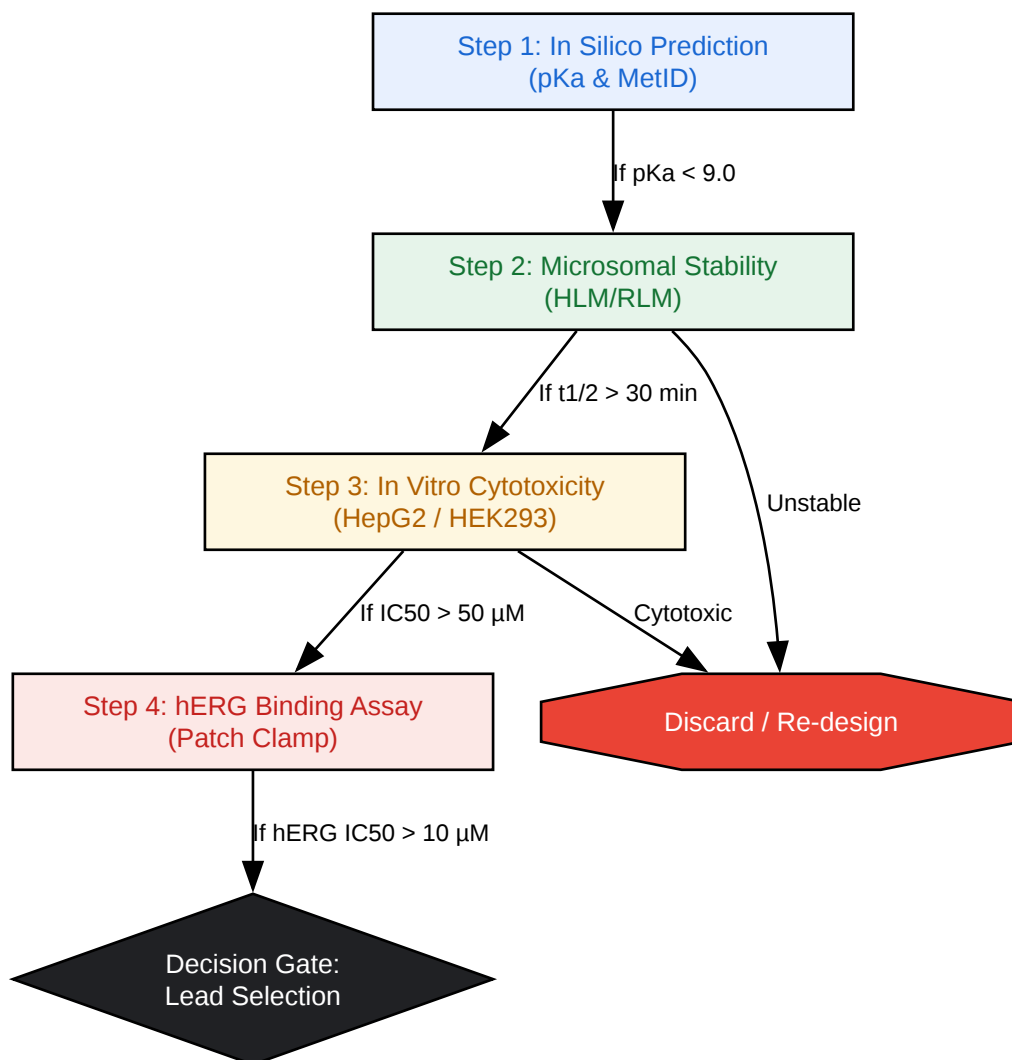 Step 1: In Silico Prediction
(pKa & MetID)
If pKa < 9.0
Step 2: Microsomal Stability
(HLM/RLM)
If t1/2 > 30 min
Step 3: In Vitro Cytotoxicity
(HepG2 / HEK293)
Unstable
If IC50 > 50 µM
Cytotoxic
Step 4: hERG Binding Assay
(Patch Clamp)
Discard / Re-design
If hERG IC50 > 10 µM
Decision Gate:
Lead Selection